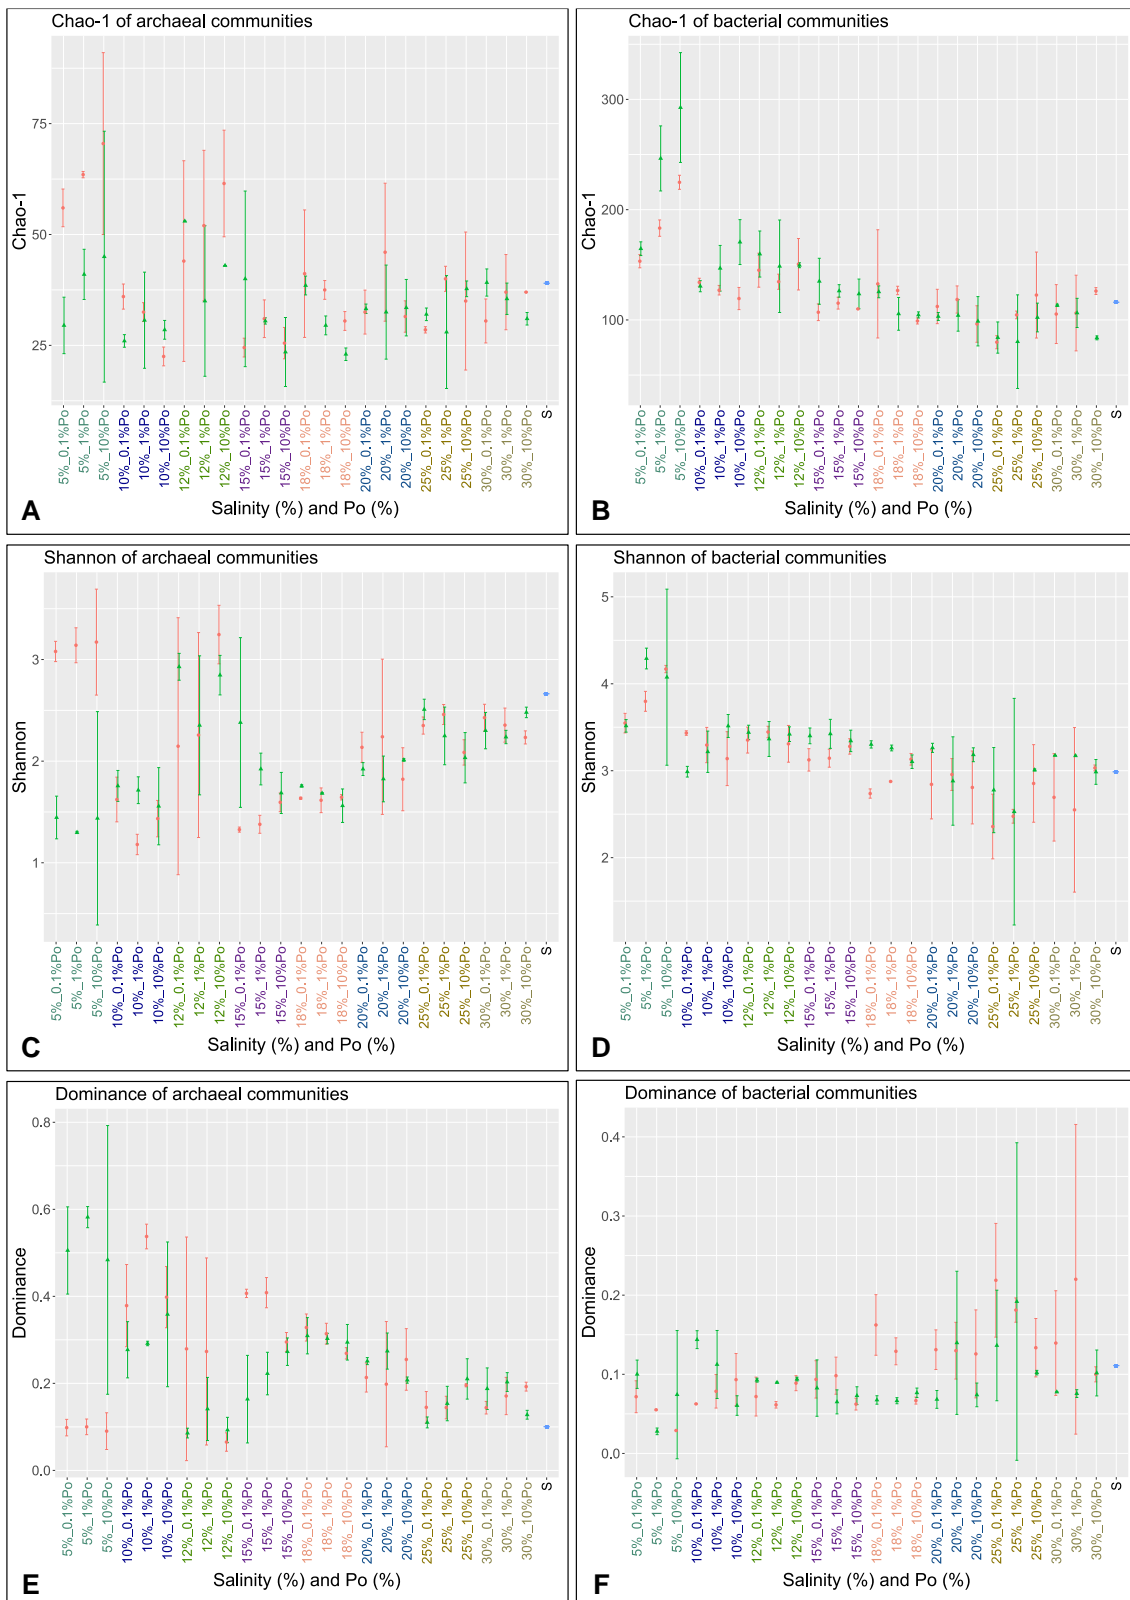 Chao-1 of archaeal communities
Chao-1
75
50
25
5%_0.1%Po
5%_1%Po
5%_10%Po
10%_0.1%Po
10%_1%Po
10%_10%Po
12%_0.1%Po
12%_1%Po
12%_10%Po
15%_0.1%Po
15%_1%Po
15%_10%Po
18%_0.1%Po
18%_1%Po
18%_10%Po
20%_0.1%Po
20%_1%Po
20%_10%Po
25%_0.1%Po
25%_1%Po
25%_10%Po
30%_0.1%Po
30%_1%Po
30%_10%Po
S
Salinity (%) and Po (%)
A
Chao-1 of bacterial communities
Chao-1
300
200
100
5%_0.1%Po
5%_1%Po
5%_10%Po
10%_0.1%Po
10%_1%Po
10%_10%Po
12%_0.1%Po
12%_1%Po
12%_10%Po
15%_0.1%Po
15%_1%Po
15%_10%Po
18%_0.1%Po
18%_1%Po
18%_10%Po
20%_0.1%Po
20%_1%Po
20%_10%Po
25%_0.1%Po
25%_1%Po
25%_10%Po
30%_0.1%Po
30%_1%Po
30%_10%Po
S
Salinity (%) and Po (%)
B
Shannon of archaeal communities
Shannon
3
2
1
5%_0.1%Po
5%_1%Po
5%_10%Po
10%_0.1%Po
10%_1%Po
10%_10%Po
12%_0.1%Po
12%_1%Po
12%_10%Po
15%_0.1%Po
15%_1%Po
15%_10%Po
18%_0.1%Po
18%_1%Po
18%_10%Po
20%_0.1%Po
20%_1%Po
20%_10%Po
25%_0.1%Po
25%_1%Po
25%_10%Po
30%_0.1%Po
30%_1%Po
30%_10%Po
S
Salinity (%) and Po (%)
C
Shannon of bacterial communities
Shannon
5
4
3
2
5%_0.1%Po
5%_1%Po
5%_10%Po
10%_0.1%Po
10%_1%Po
10%_10%Po
12%_0.1%Po
12%_1%Po
12%_10%Po
15%_0.1%Po
15%_1%Po
15%_10%Po
18%_0.1%Po
18%_1%Po
18%_10%Po
20%_0.1%Po
20%_1%Po
20%_10%Po
25%_0.1%Po
25%_1%Po
25%_10%Po
30%_0.1%Po
30%_1%Po
30%_10%Po
S
Salinity (%) and Po (%)
D
Dominance of archaeal communities
Dominance
0.8
0.6
0.4
0.2
0.0
5%_0.1%Po
5%_1%Po
5%_10%Po
10%_0.1%Po
10%_1%Po
10%_10%Po
12%_0.1%Po
12%_1%Po
12%_10%Po
15%_0.1%Po
15%_1%Po
15%_10%Po
18%_0.1%Po
18%_1%Po
18%_10%Po
20%_0.1%Po
20%_1%Po
20%_10%Po
25%_0.1%Po
25%_1%Po
25%_10%Po
30%_0.1%Po
30%_1%Po
30%_10%Po
S
Salinity (%) and Po (%)
E
Dominance of bacterial communities
Dominance
0.4
0.3
0.2
0.1
0.0
5%_0.1%Po
5%_1%Po
5%_10%Po
10%_0.1%Po
10%_1%Po
10%_10%Po
12%_0.1%Po
12%_1%Po
12%_10%Po
15%_0.1%Po
15%_1%Po
15%_10%Po
18%_0.1%Po
18%_1%Po
18%_10%Po
20%_0.1%Po
20%_1%Po
20%_10%Po
25%_0.1%Po
25%_1%Po
25%_10%Po
30%_0.1%Po
30%_1%Po
30%_10%Po
S
Salinity (%) and Po (%)
F